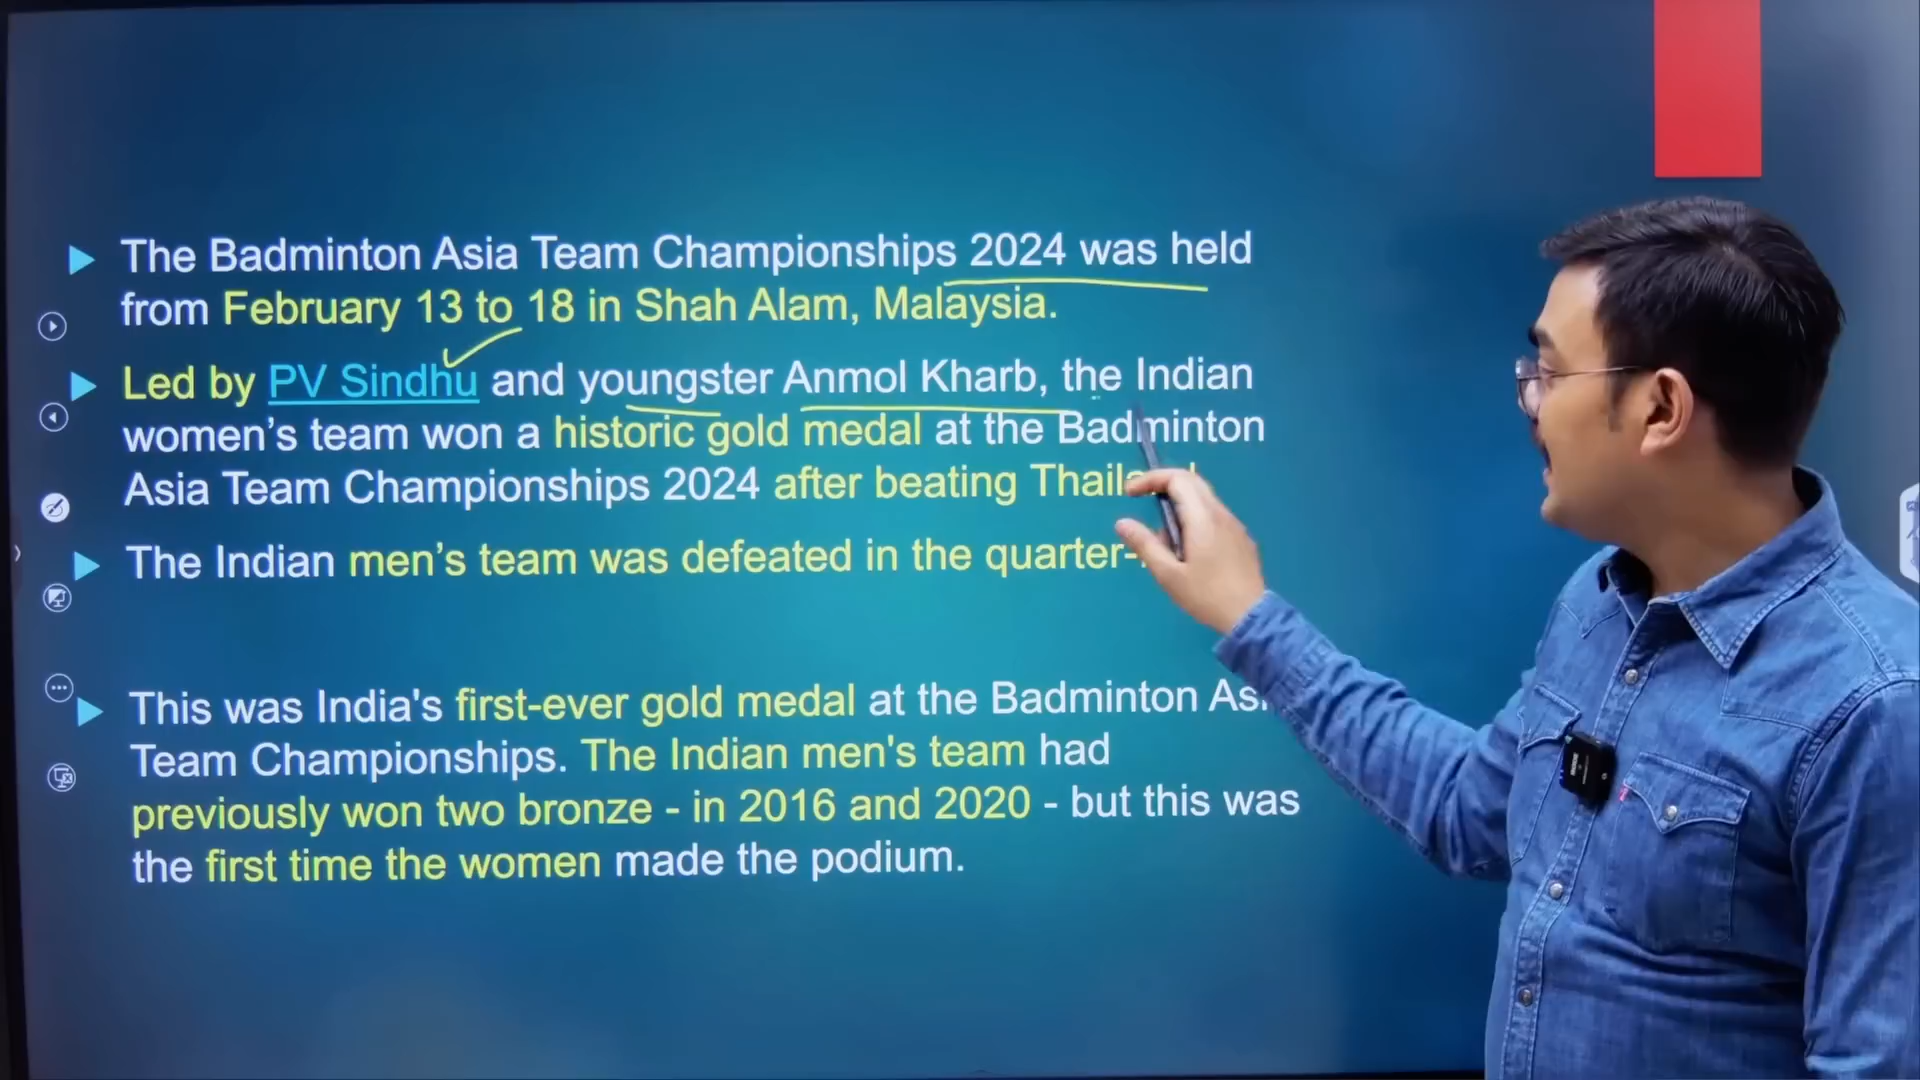 The Badminton Asia Team Championships 2024 was held
from February 13 to 18 in Shah Alam, Malaysia.
Led by PV Sindhu and youngster Anmol Kharb, the Indian
women's team won a historic gold medal at the Badminton
Asia Team Championships 2024 after beating
The Indian men's team was defeated in the quarter-
This was India's first-ever gold medal at the Badminton
Team Championships. The Indian men's team had
previously won two bronze - in 2016 and 2020 - but this was
the first time the women made the podium.